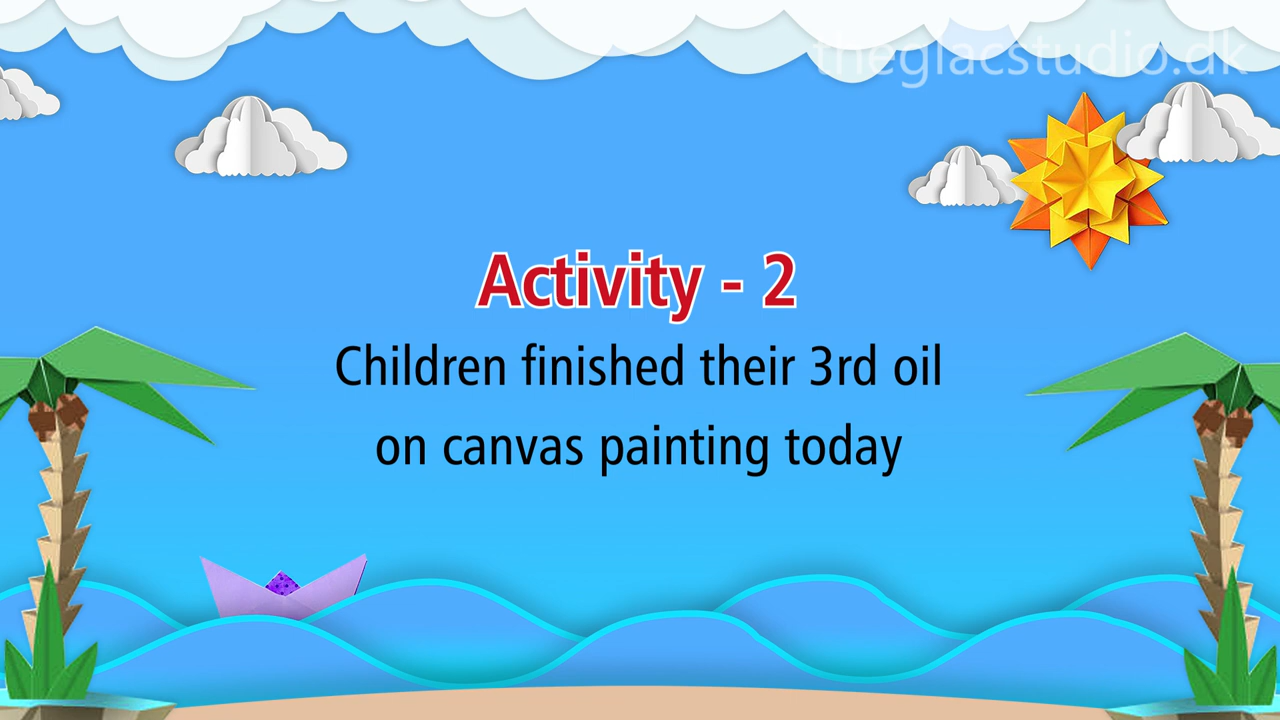 theglacstudio.dk
Activity - 2
Children finished their 3rd oil
on canvas painting today